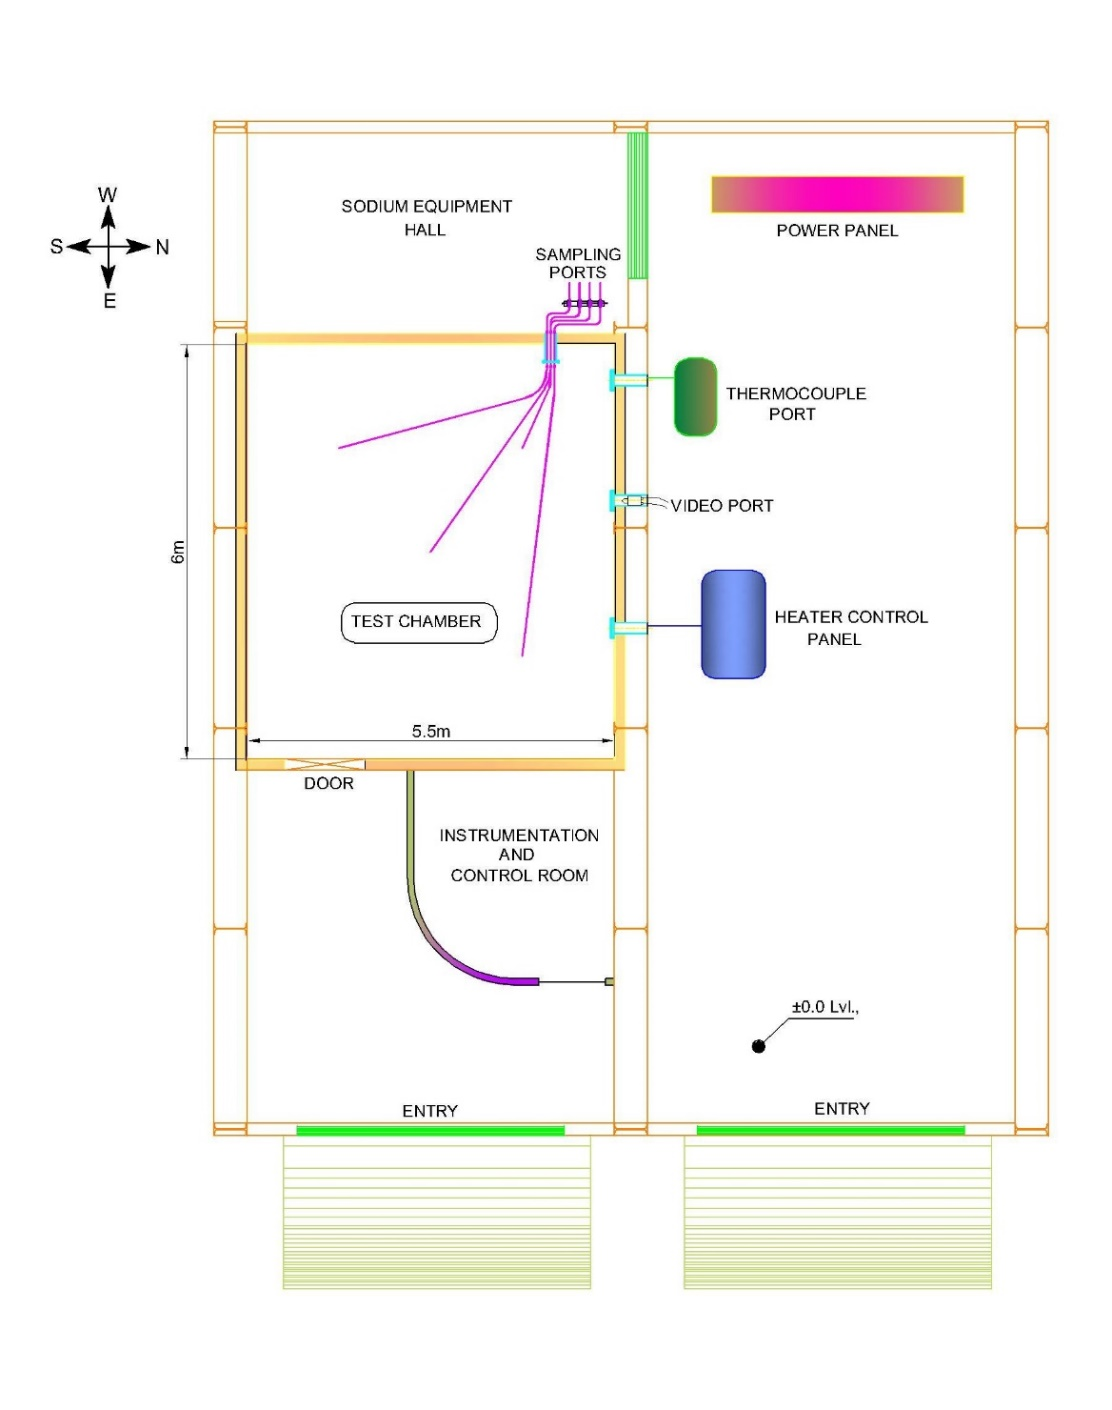 W
S N
E
SODIUM EQUIPMENT
HALL
SAMPLING
PORTS
POWER PANEL
THERMOCOUPLE
PORT
VIDEO PORT
6m
TEST CHAMBER
HEATER CONTROL
PANEL
5.5m
DOOR
INSTRUMENTATION
AND
CONTROL ROOM
±0.0 Lvl.,
ENTRY
ENTRY